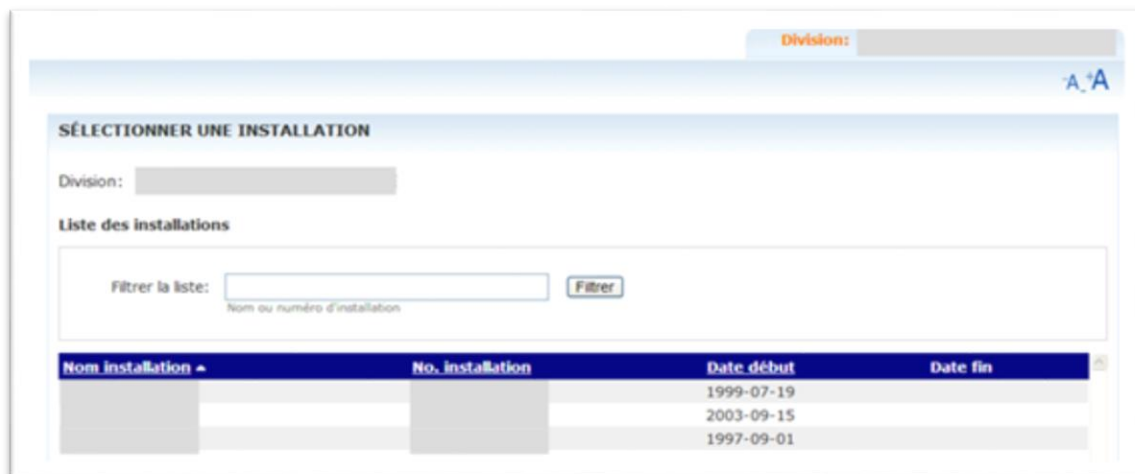 Division:
-A +A
SÉLECTIONNER UNE INSTALLATION
Division:
Liste des installations
Filtrer la liste: Filtrer
Nom ou numéro d'installation
Nom installation No. installation Date début Date fin
1999-07-19
2003-09-15
1997-09-01